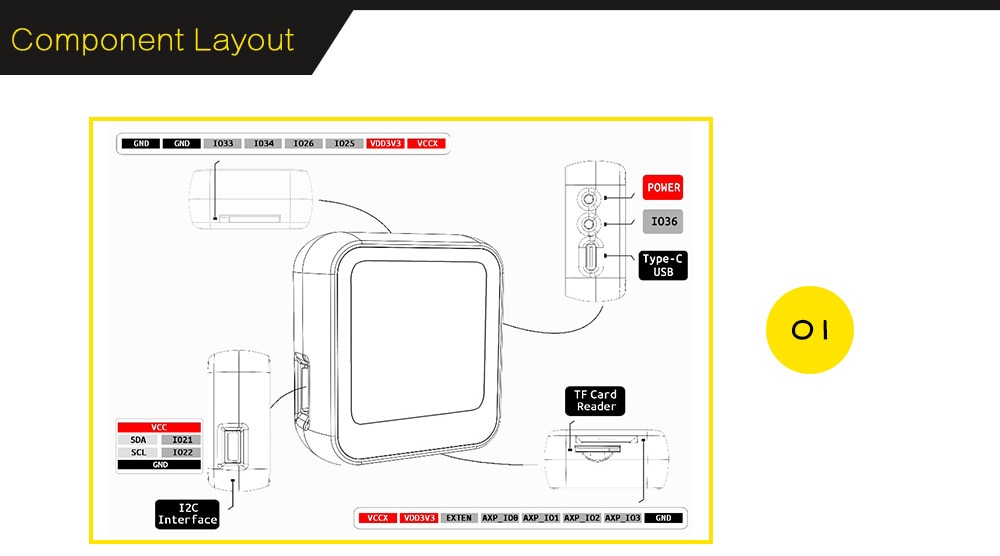 Component Layout
GND GND IO33 IO34 IO26 IO25 VDD3V3 VCCX
POWER
IO36
Type-C
USB
01
TF Card
Reader
VCC
SDA IO21
SCL IO22
GND
I2C
Interface
VCCX VDD3V3 EXTEN AXP_IO0 AXP_IO1 AXP_IO2 AXP_IO3 GND